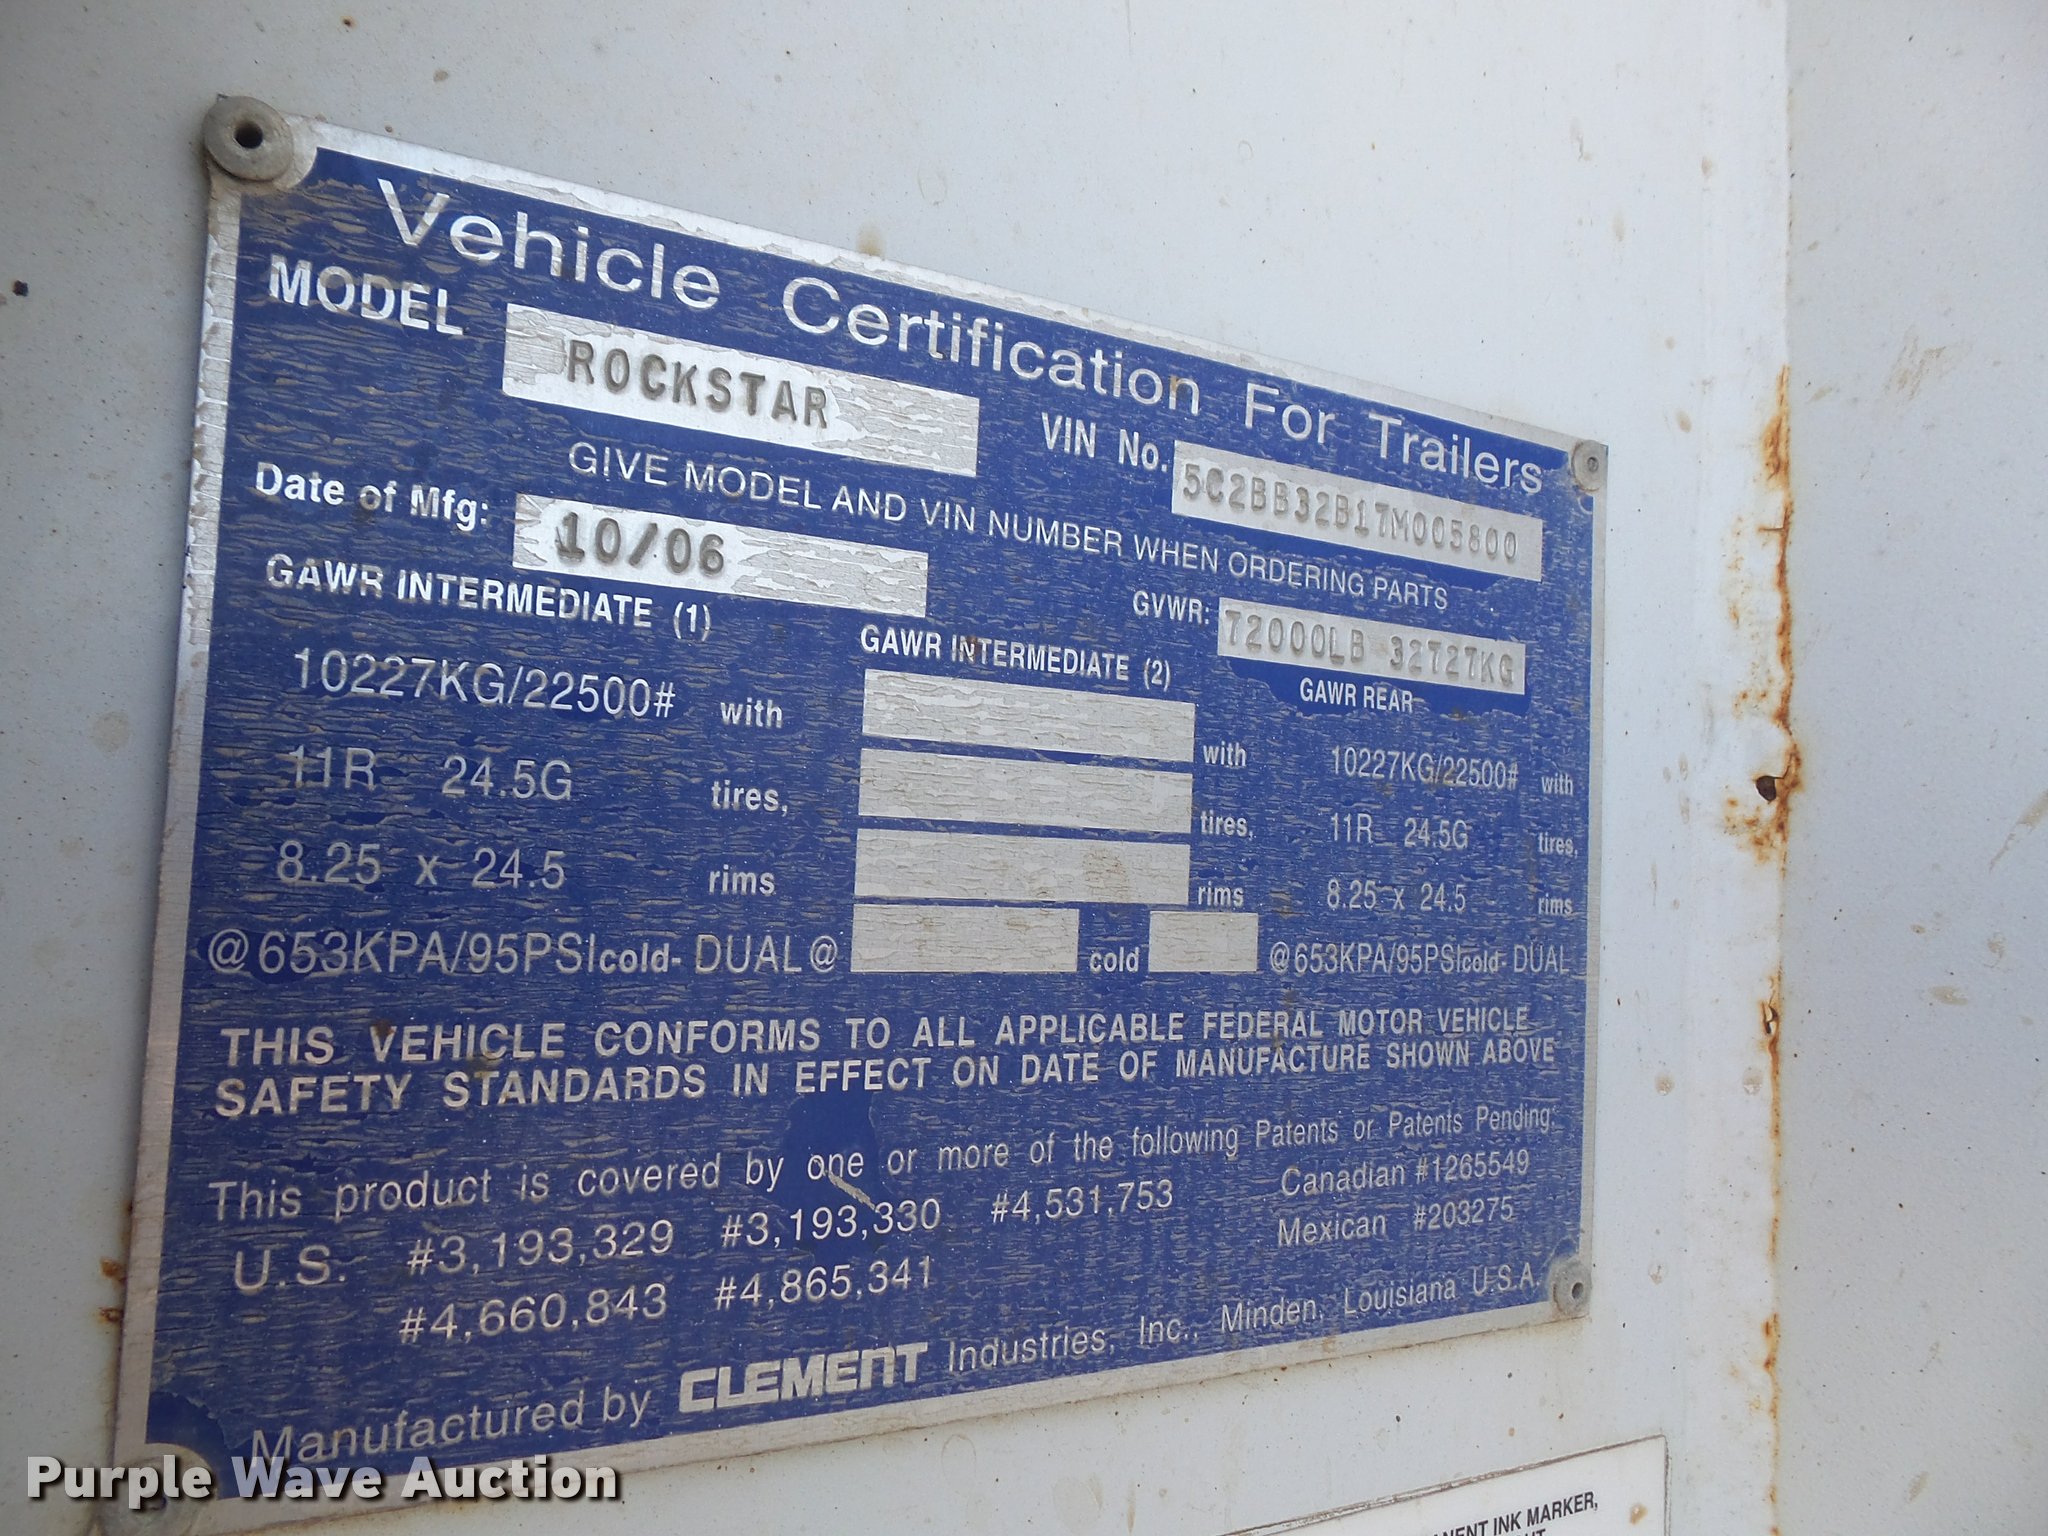 Vehicle Certification For Trailers
MODEL ROCKSTAR
VIN No. 5C2BB32B17M005800
GIVE MODEL AND VIN NUMBER WHEN ORDERING PARTS
Date of Mfg: 10/06
GVWR: 72000LB 32727KG
GAWR INTERMEDIATE (1) GAWR INTERMEDIATE (2) GAWR REAR
10227KG/22500# with with 10227KG/22500# with
11R 24.5G tires, tires, 11R 24.5G tires,
8.25 x 24.5 rims rims 8.25 x 24.5 rims
@653KPA/95PSIcold- DUAL@ cold @653KPA/95PSIcold- DUAL
THIS VEHICLE CONFORMS TO ALL APPLICABLE FEDERAL MOTOR VEHICLE
SAFETY STANDARDS IN EFFECT ON DATE OF MANUFACTURE SHOWN ABOVE
This product is covered by one or more of the following Patents or Patents Pending:
U.S. #3,193,329 #3,193,330 #4,531,753 Canadian #1265549
#4,660,843 #4,865,341 Mexican #203275
Manufactured by CLEMENT Industries, Inc., Minden, Louisiana U.S.A.
INK MARKER,
Purple Wave Auction